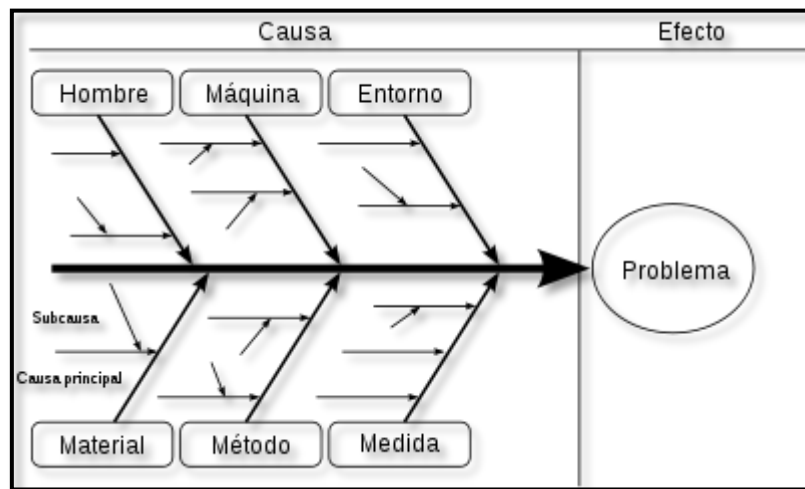 Causa
Efecto
Hombre
Máquina
Entorno
Problema
Subcausa
Causa principal
Material
Método
Medida